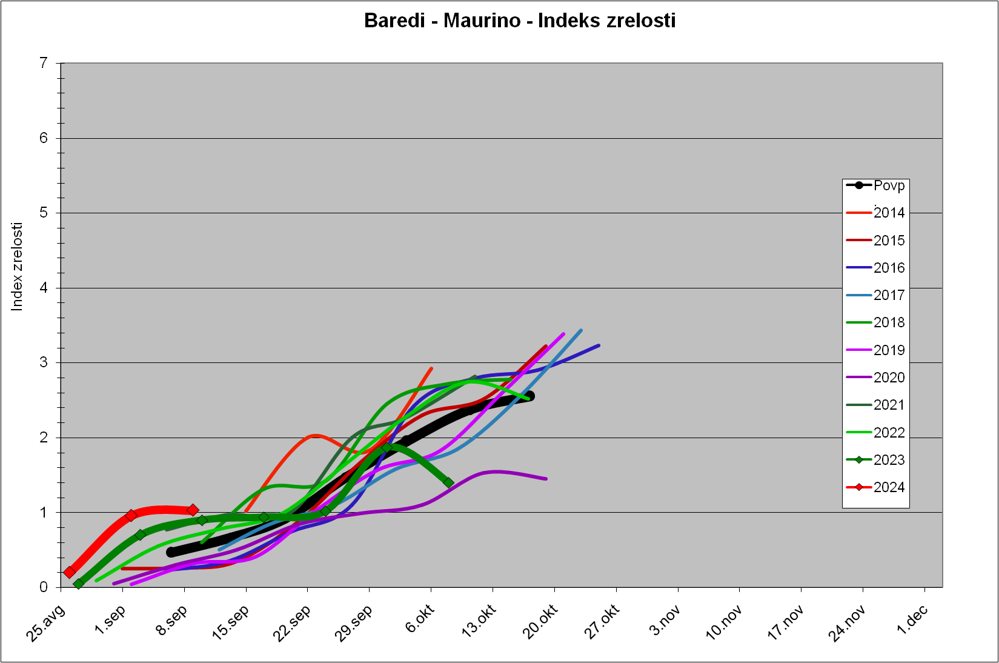 Baredi - Maurino - Indeks zrelosti
Index zrelosti
7
6
5
4
3
2
1
0
25.avg
1.sep
8.sep
15.sep
22.sep
29.sep
6.okt
13.okt
20.okt
27.okt
3.nov
10.nov
17.nov
24.nov
1.dec
Povp
.
2014
2015
2016
2017
2018
2019
2020
2021
2022
2023
2024